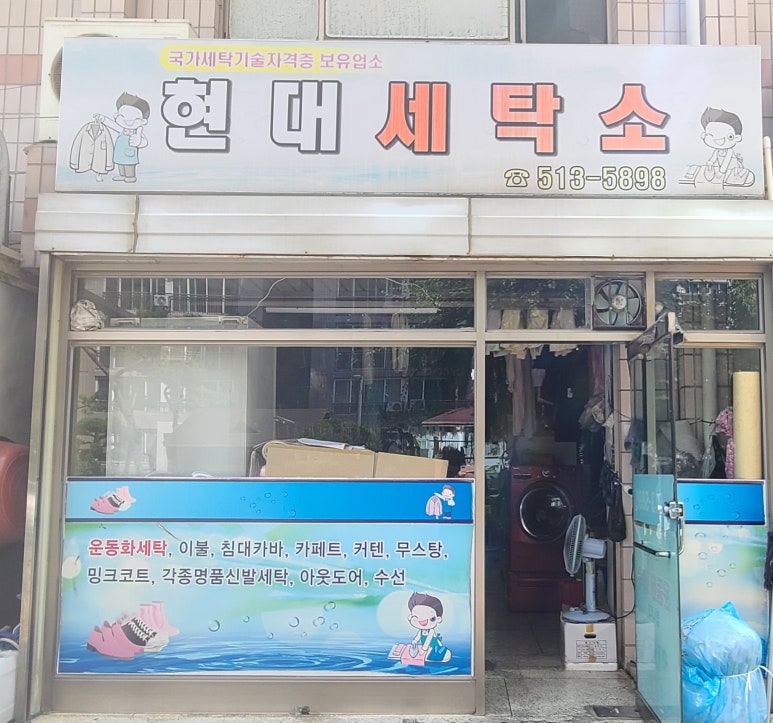 국가세탁기술자격증 보유업소
현대세탁소
☎ 513-5898
운동화세탁, 이불, 침대카바, 카페트, 커텐, 무스탕,
밍크코트, 각종명품신발세탁, 아웃도어, 수선